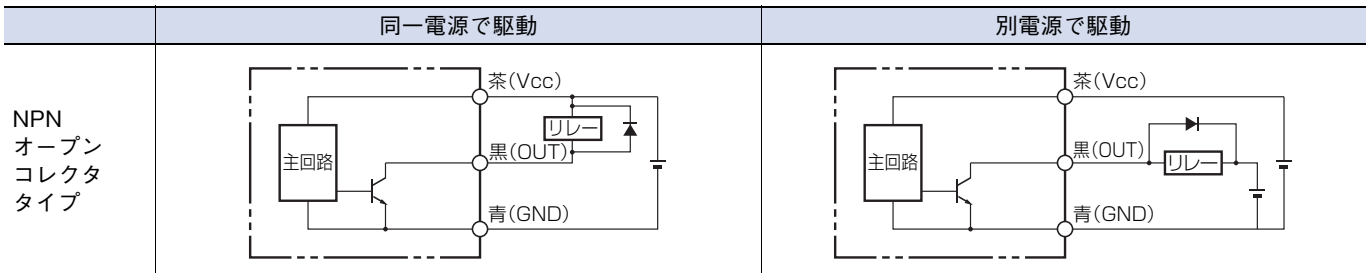 同一電源で駆動
別電源で駆動
NPN
オープン
コレクタ
タイプ
茶(Vcc)
リレー
主回路
黒(OUT)
青(GND)
茶(Vcc)
主回路
黒(OUT)
リレー
青(GND)